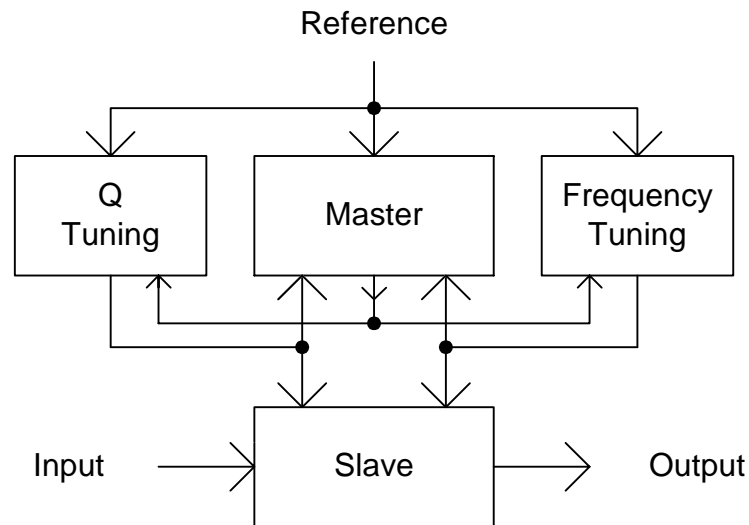 Reference
Q
Tuning
Master
Frequency
Tuning
Input
Slave
Output